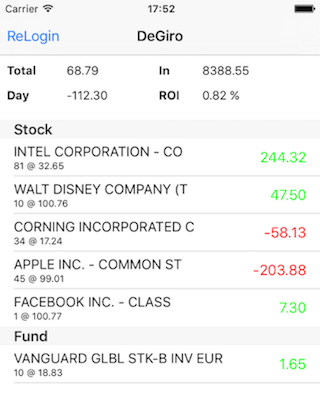 Carrier 17:52
ReLogin DeGiro
Total 68.79 In 8388.55
Day -112.30 ROI 0.82 %
Stock
INTEL CORPORATION - CO 244.32
81 @ 32.65
WALT DISNEY COMPANY (T 47.50
10 @ 100.76
CORNING INCORPORATED C -58.13
34 @ 17.24
APPLE INC. - COMMON ST -203.88
45 @ 99.01
FACEBOOK INC. - CLASS 7.30
1 @ 100.77
Fund
VANGUARD GLBL STK-B INV EUR 1.65
10 @ 18.83